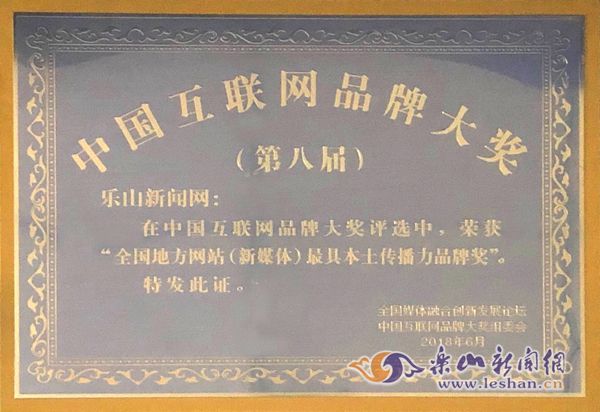 中国互联网品牌大奖
（第八届）
乐山新闻网：
在中国互联网品牌大奖评选中，荣获
“全国地方网站（新媒体）最具本土传播力品牌奖”。
特发此证。
全国媒体融合创新发展论坛
中国互联网品牌大奖组委会
2018年6月
乐山新闻網
www.leshan.cn